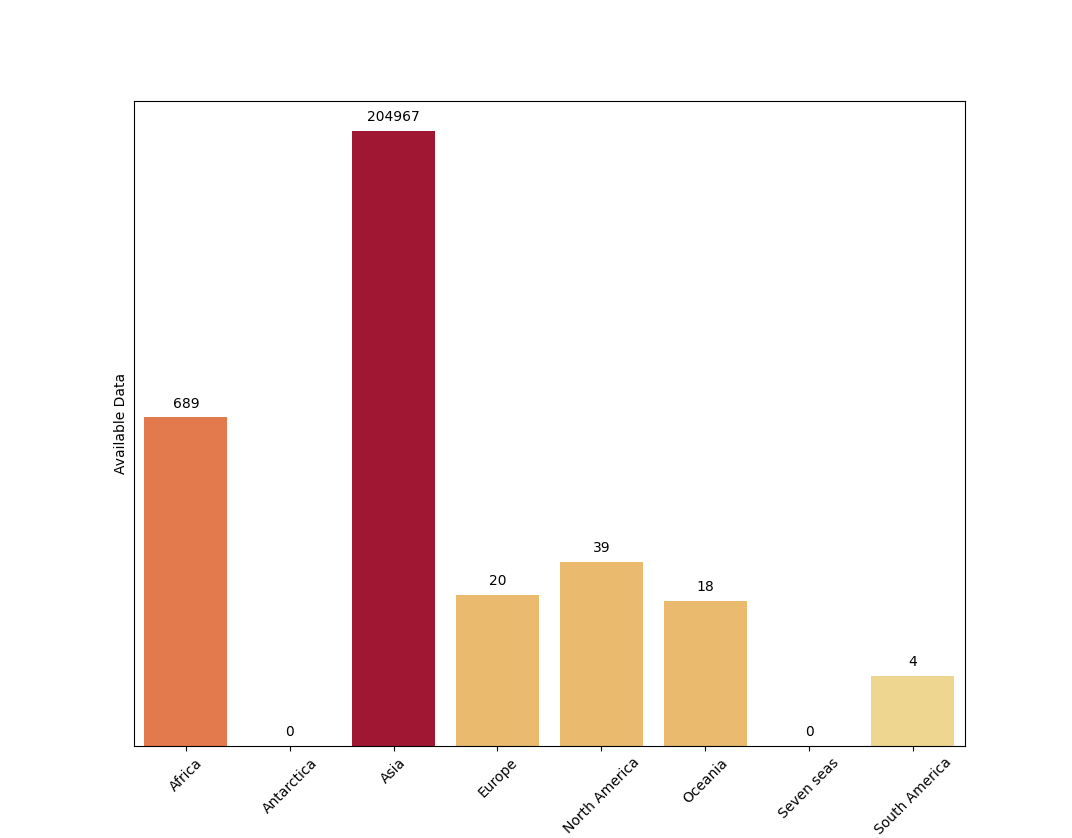 204967
689
39
20
18
4
0
0
Available Data
Africa
Antarctica
Asia
Europe
North America
Oceania
Seven seas
South America